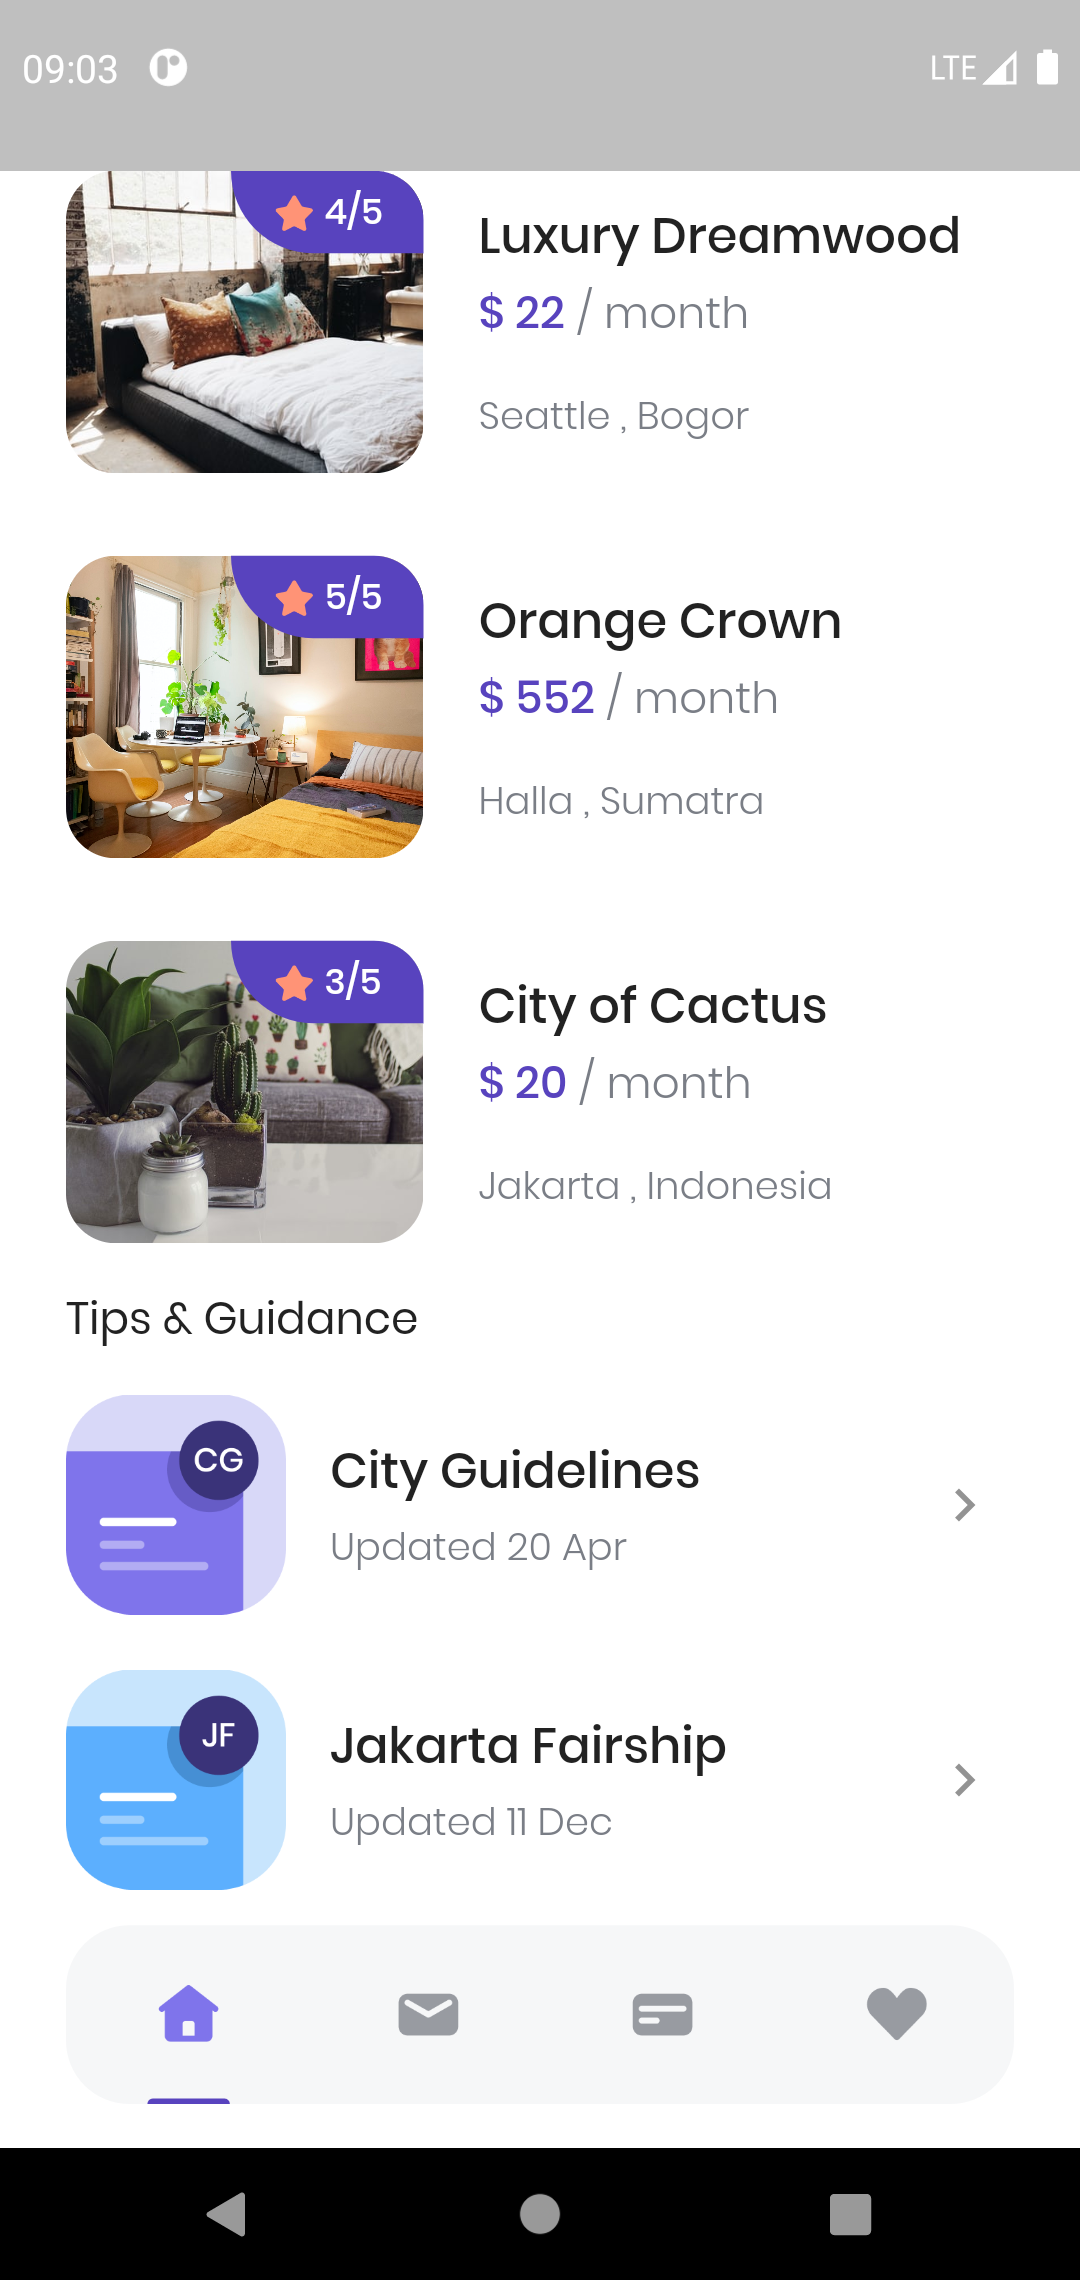 09:03
LTE
4/5
Luxury Dreamwood
$ 22 / month
Seattle , Bogor
5/5
Orange Crown
$ 552 / month
Halla , Sumatra
3/5
City of Cactus
$ 20 / month
Jakarta , Indonesia
Tips & Guidance
CG
City Guidelines
Updated 20 Apr
JF
Jakarta Fairship
Updated 11 Dec